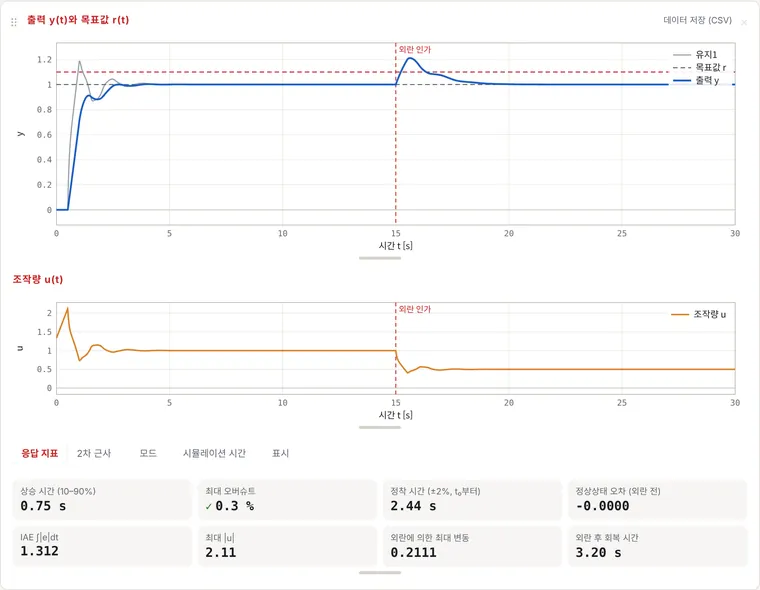 출력 y(t)와 목표값 r(t)
데이터 저장 (CSV) ×
외란 인가
유지1
목표값 r
출력 y
1.2
1
0.8
0.6
0.4
0.2
0
y
0 5 10 15 20 25 30
시간 t [s]
조작량 u(t)
외란 인가
조작량 u
2
1.5
1
0.5
0
u
0 5 10 15 20 25 30
시간 t [s]
응답 지표 2차 근사 모드 시뮬레이션 시간 표시
상승 시간 (10–90%)
0.75 s
최대 오버슈트
✓ 0.3 %
정착 시간 (±2%, t₀부터)
2.44 s
정상상태 오차 (외란 전)
-0.0000
IAE ∫|e|dt
1.312
최대 |u|
2.11
외란에 의한 최대 변동
0.2111
외란 후 회복 시간
3.20 s